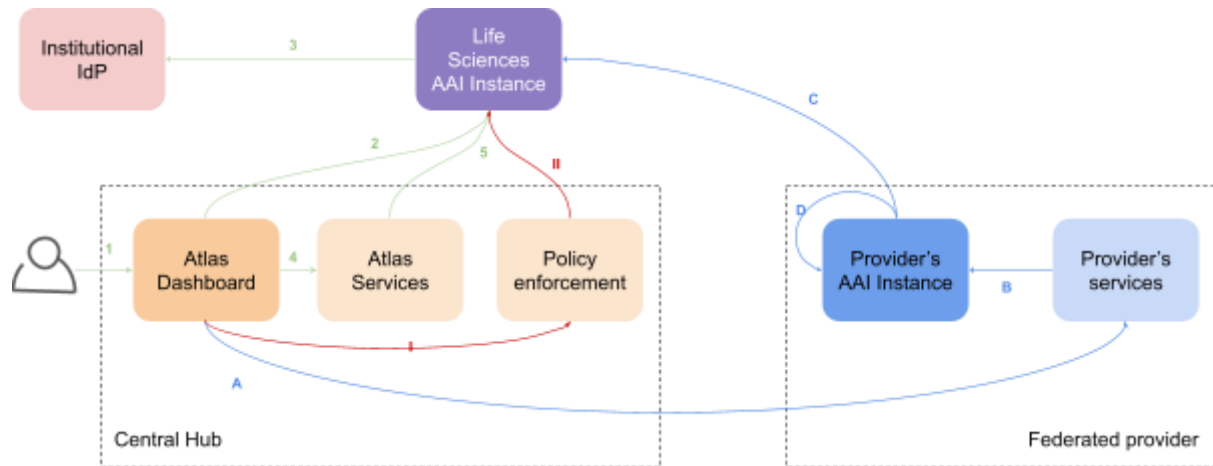 Institutional
IdP
3
Life
Sciences
AAI Instance
C
2
5
II
1
Atlas
Dashboard
4
Atlas
Services
Policy
enforcement
D
Provider's
AAI Instance
B
Provider's
services
I
A
Central Hub
Federated provider